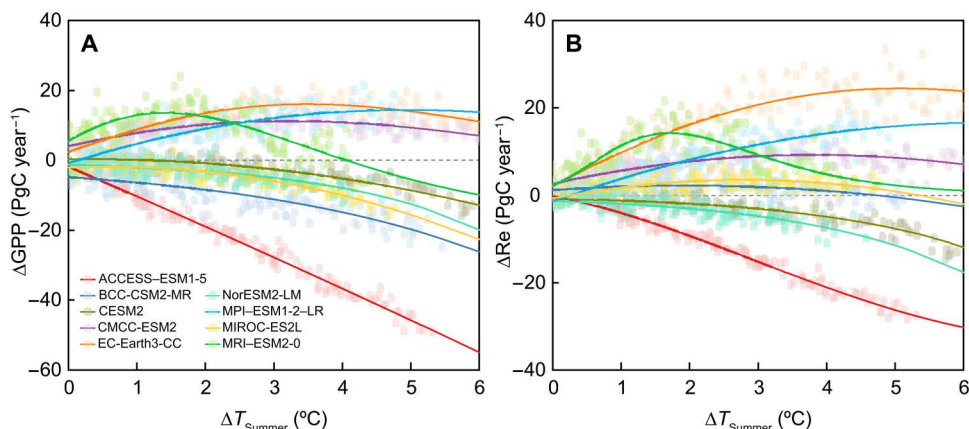 A
B
40
20
0
−20
−40
−60
ΔGPP (PgC year⁻¹)
ACCESS–ESM1-5
BCC-CSM2-MR
CESM2
CMCC-ESM2
EC-Earth3-CC
NorESM2-LM
MPI–ESM1-2–LR
MIROC-ES2L
MRI–ESM2-0
0 1 2 3 4 5 6
ΔT_Summer (ºC)
40
20
0
−20
−40
ΔRe (PgC year⁻¹)
0 1 2 3 4 5 6
ΔT_Summer (ºC)